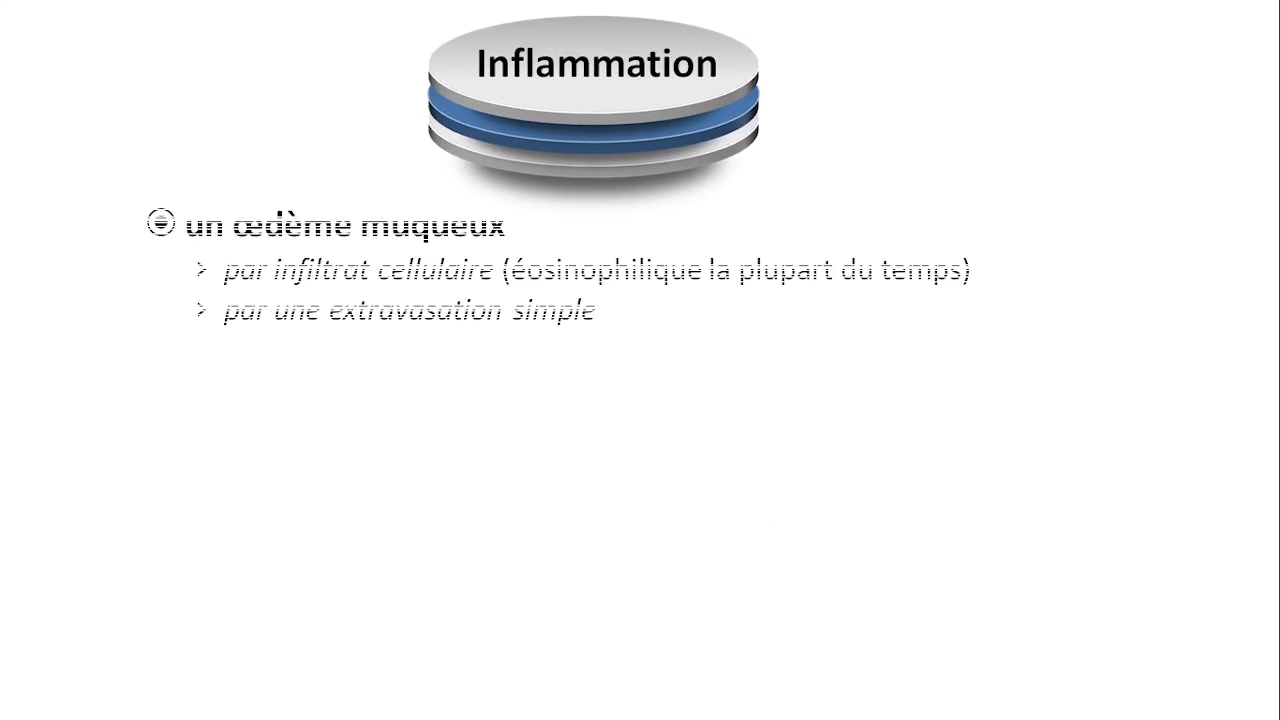 Inflammation
un œdème muqueux
par infiltrat cellulaire (éosinophilique la plupart du temps)
par une extravasation simple